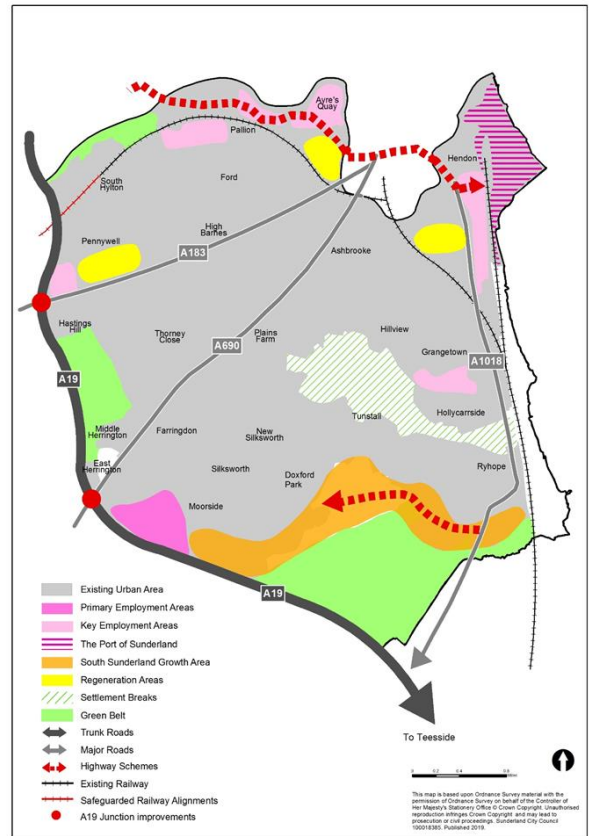 Ayre's
Quay
Pallion
Hendon
South
Hylton
Ford
High
Barnes
Pennywell
A183
Ashbrooke
Hastings
Hill
Thorney
Close
A690
Plains
Farm
Hillview
Grangetown
A1018
A19
Hollycarrside
Middle
Herrington
Farringdon
New
Silksworth
Tunstall
East
Herrington
Silksworth
Doxford
Park
Ryhope
Moorside
A19
Existing Urban Area
Primary Employment Areas
Key Employment Areas
The Port of Sunderland
South Sunderland Growth Area
Regeneration Areas
Settlement Breaks
Green Belt
Trunk Roads
Major Roads
Highway Schemes
Existing Railway
Safeguarded Railway Alignments
A19 Junction improvements
To Teesside
This map is based upon Ordnance Survey material with the
permission of Ordnance Survey on behalf of the Controller of
Her Majesty's Stationery Office © Crown Copyright. Unauthorised
reproduction infringes Crown Copyright and may lead to
prosecution or civil proceedings. Sunderland City Council
100018385. Published 2019.